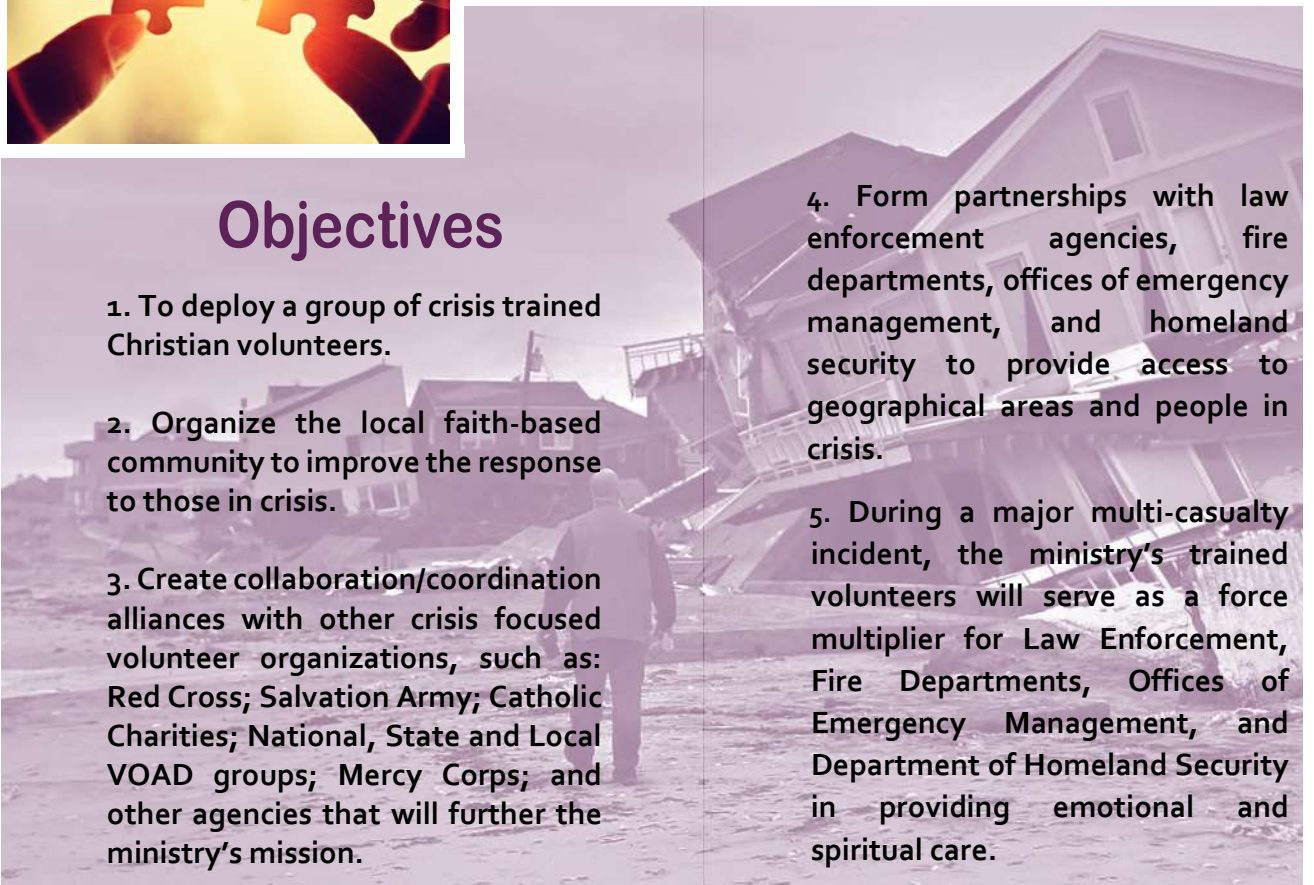 Objectives
1. To deploy a group of crisis trained
Christian volunteers.
2. Organize the local faith-based
community to improve the response
to those in crisis.
3. Create collaboration/coordination
alliances with other crisis focused
volunteer organizations, such as:
Red Cross; Salvation Army; Catholic
Charities; National, State and Local
VOAD groups; Mercy Corps; and
other agencies that will further the
ministry’s mission.
4. Form partnerships with law
enforcement agencies, fire
departments, offices of emergency
management, and homeland
security to provide access to
geographical areas and people in
crisis.
5. During a major multi-casualty
incident, the ministry’s trained
volunteers will serve as a force
multiplier for Law Enforcement,
Fire Departments, Offices of
Emergency Management, and
Department of Homeland Security
in providing emotional and
spiritual care.